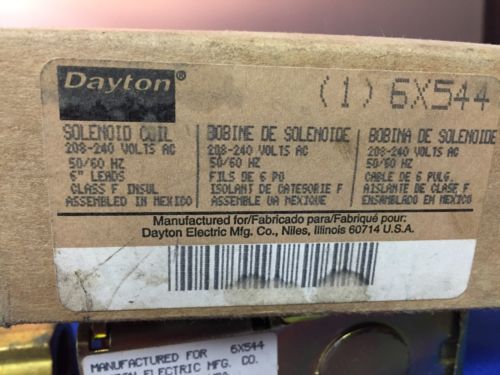 Dayton®
(1) 6X544
SOLENOID COIL
208-240 VOLTS AC
50/60 HZ
6" LEADS
CLASS F INSUL
ASSEMBLED IN MEXICO
BOBINE DE SOLENOIDE
208-240 VOLTS AC
50/60 HZ
FILS DE 6 PO
ISOLANT DE CATEGORIE F
ASSEMBLE UA MEXIQUE
BOBINA DE SOLENOIDE
208-240 VOLTS AC
50/60 HZ
CABLE DE 6 PULG.
AISLANTE DE CLASE F
ENSAMBLADO EN MEXICO
Manufactured for/Fabricado para/Fabriqué pour:
Dayton Electric Mfg. Co., Niles, Illinois 60714 U.S.A.
MANUFACTURED FOR 6X544
ELECTRIC MFG. CO.